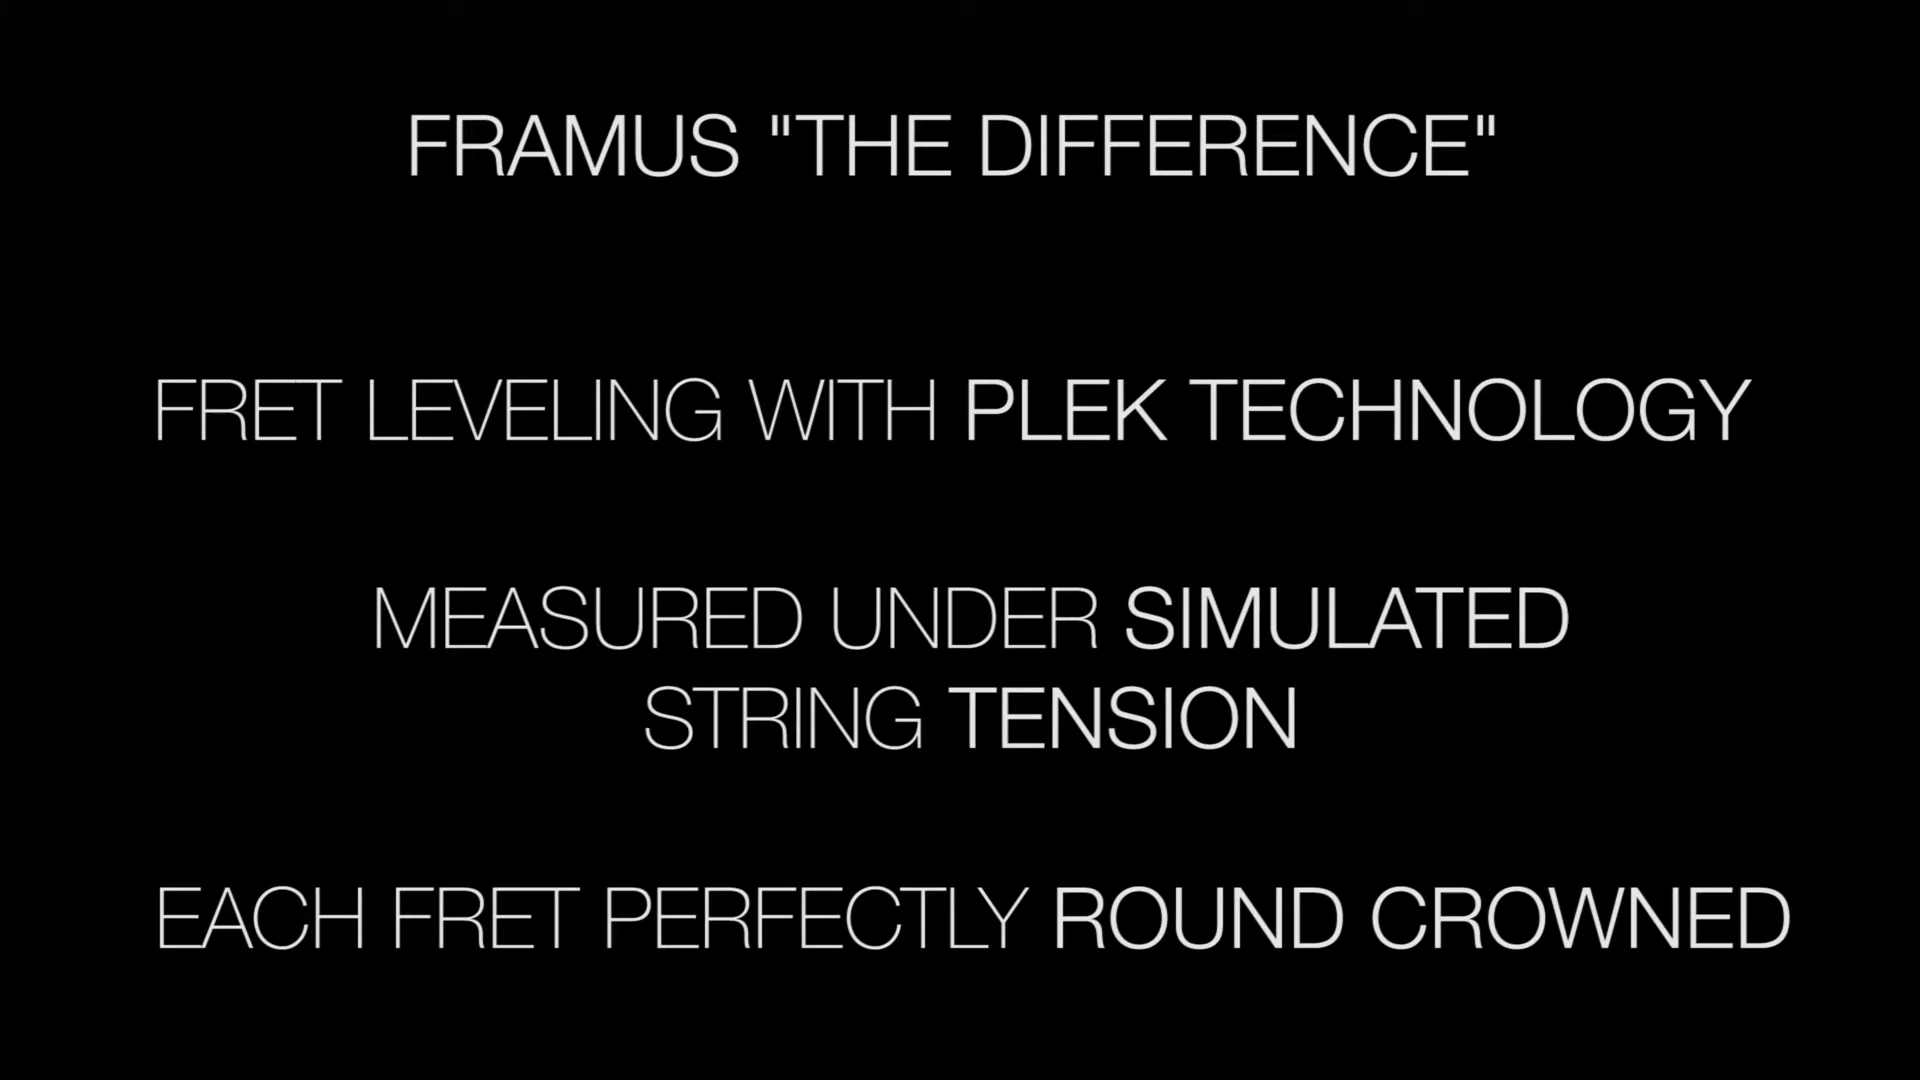 FRAMUS "THE DIFFERENCE"
FRET LEVELING WITH PLEK TECHNOLOGY
MEASURED UNDER SIMULATED
STRING TENSION
EACH FRET PERFECTLY ROUND CROWNED